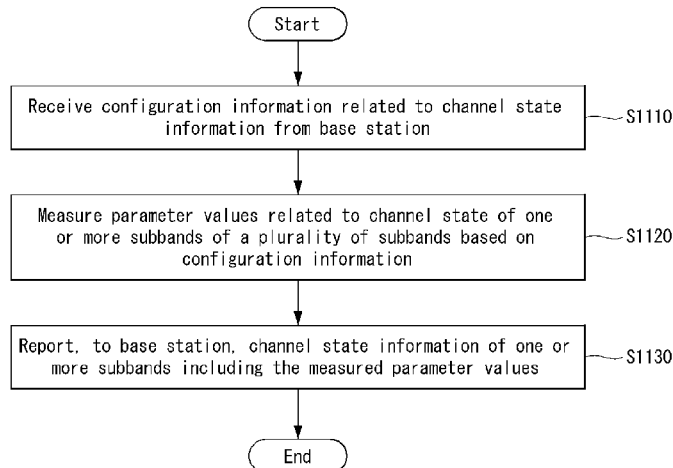 Start
Receive configuration information related to channel state
information from base station
S1110
Measure parameter values related to channel state of one
or more subbands of a plurality of subbands based on
configuration information
S1120
Report, to base station, channel state information of one or
more subbands including the measured parameter values
S1130
End